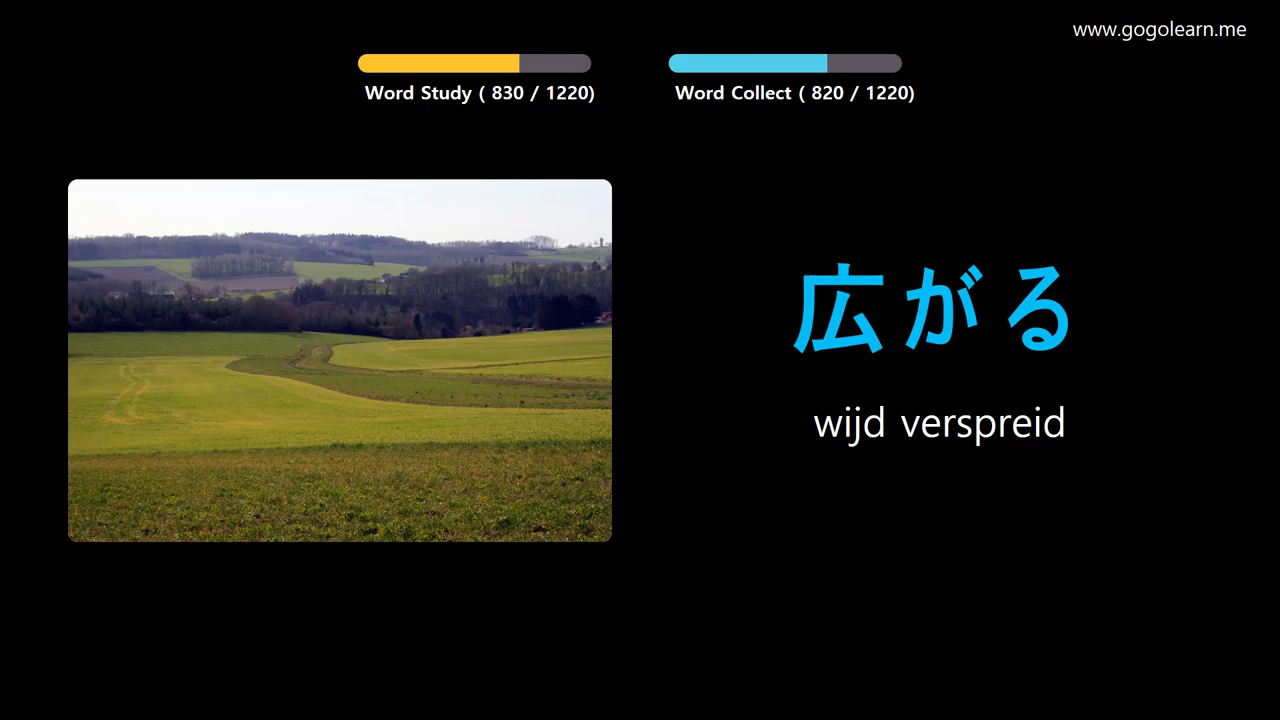 www.gogolearn.me
Word Study ( 830 / 1220)
Word Collect ( 820 / 1220)
広がる
wijd verspreid